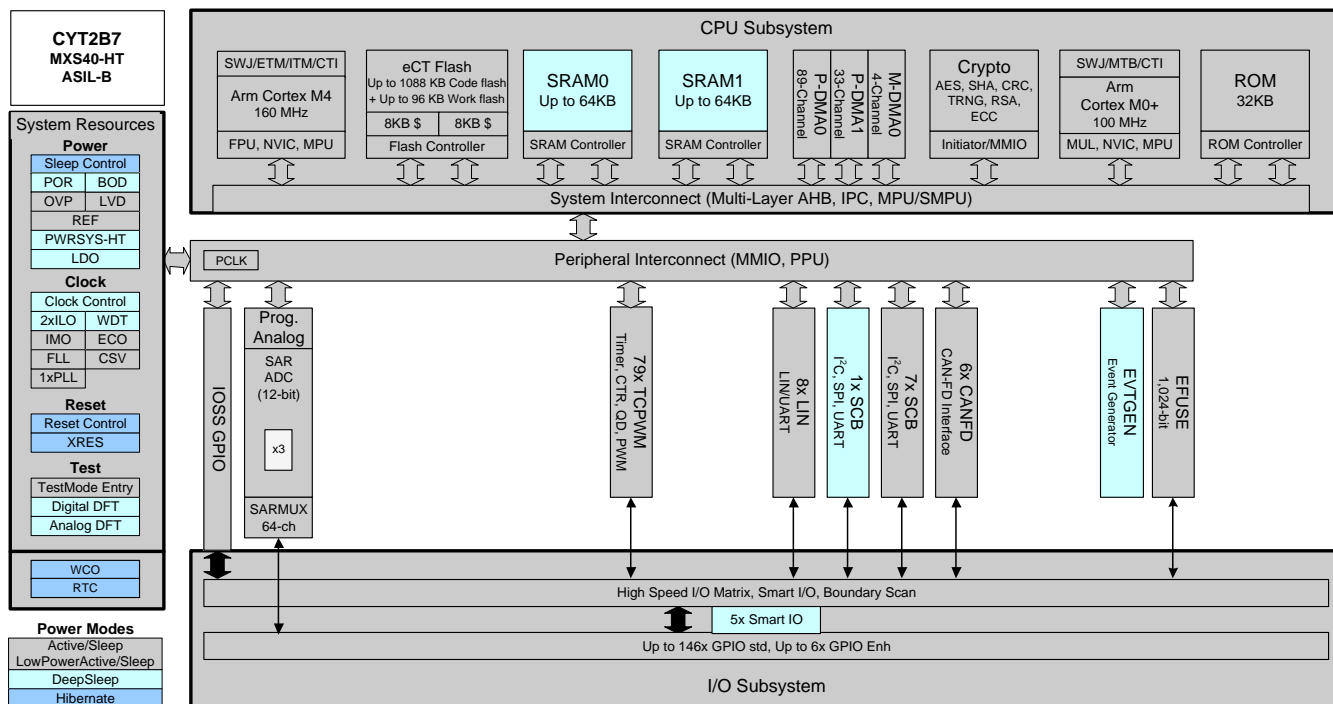 CYT2B7
MXS40-HT
ASIL-B
System Resources
Power
Sleep Control
POR BOD
OVP LVD
REF
PWRSYS-HT
LDO
Clock
Clock Control
2xILO WDT
IMO ECO
FLL CSV
1xPLL
Reset
Reset Control
XRES
Test
TestMode Entry
Digital DFT
Analog DFT
WCO
RTC
Power Modes
Active/Sleep
LowPowerActive/Sleep
DeepSleep
Hibernate
CPU Subsystem
SWJ/ETM/ITM/CTI
Arm Cortex M4
160 MHz
FPU, NVIC, MPU
eCT Flash
Up to 1088 KB Code flash
+ Up to 96 KB Work flash
8KB $ 8KB $
Flash Controller
SRAM0
Up to 64KB
SRAM Controller
SRAM1
Up to 64KB
SRAM Controller
P-DMA0
89-Channel
P-DMA1
33-Channel
M-DMA0
4-Channel
Crypto
AES, SHA, CRC,
TRNG, RSA,
ECC
Initiator/MMIO
SWJ/MTB/CTI
Arm
Cortex M0+
100 MHz
MUL, NVIC, MPU
ROM
32KB
ROM Controller
System Interconnect (Multi-Layer AHB, IPC, MPU/SMPU)
PCLK
Peripheral Interconnect (MMIO, PPU)
IOSS GPIO
Prog.
Analog
SAR
ADC
(12-bit)
x3
SARMUX
64-ch
79x TCPWM
Timer, CTR, QD, PWM
8x LIN
LIN/UART
1x SCB
I²C, SPI, UART
7x SCB
I²C, SPI, UART
6x CANFD
CAN-FD Interface
EVTGEN
Event Generator
EFUSE
1,024-bit
High Speed I/O Matrix, Smart I/O, Boundary Scan
5x Smart IO
Up to 146x GPIO std, Up to 6x GPIO Enh
I/O Subsystem